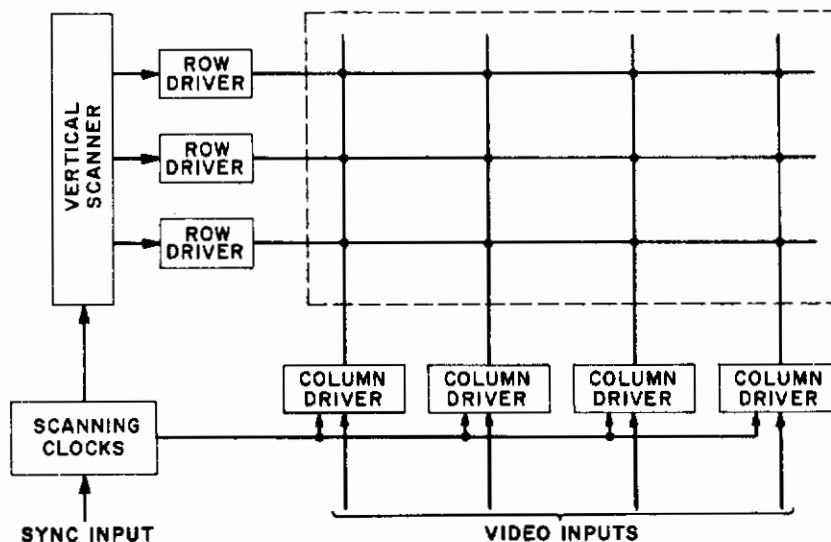 VERTICAL
SCANNER
ROW
DRIVER
ROW
DRIVER
ROW
DRIVER
COLUMN
DRIVER
COLUMN
DRIVER
COLUMN
DRIVER
COLUMN
DRIVER
SCANNING
CLOCKS
SYNC INPUT
VIDEO INPUTS